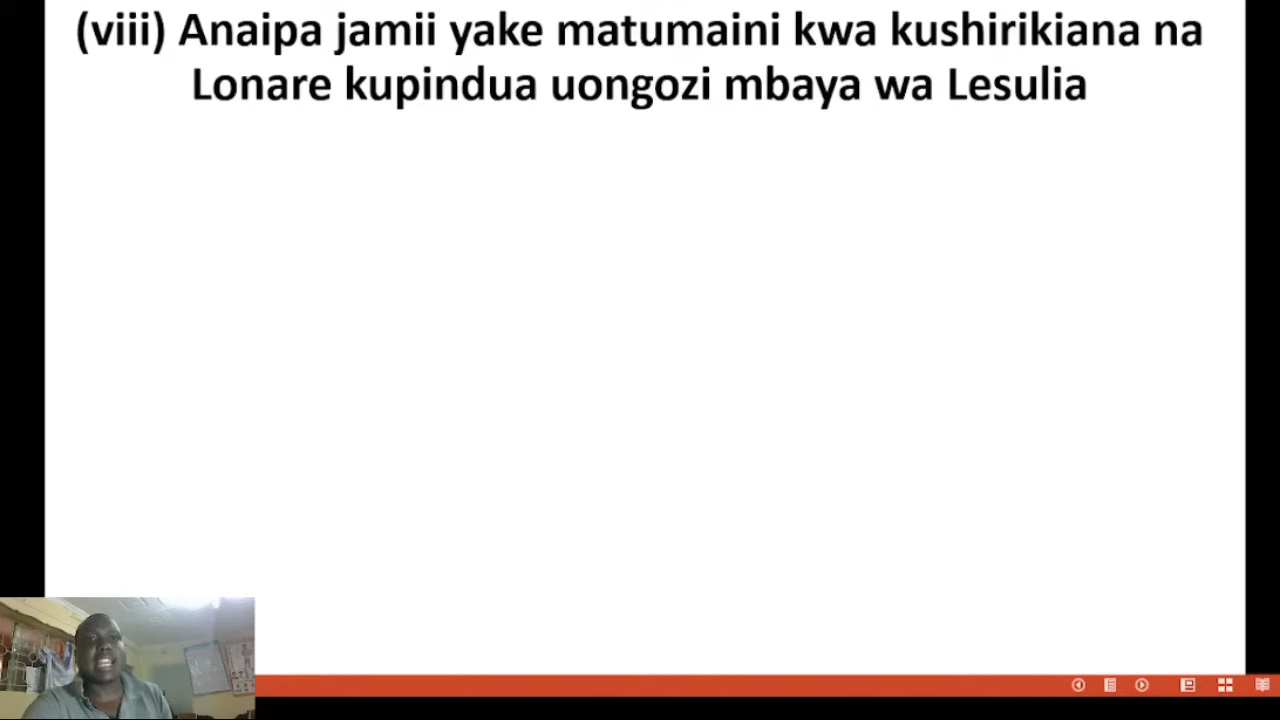 (viii) Anaipa jamii yake matumaini kwa kushirikiana na
Lonare kupindua uongozi mbaya wa Lesulia